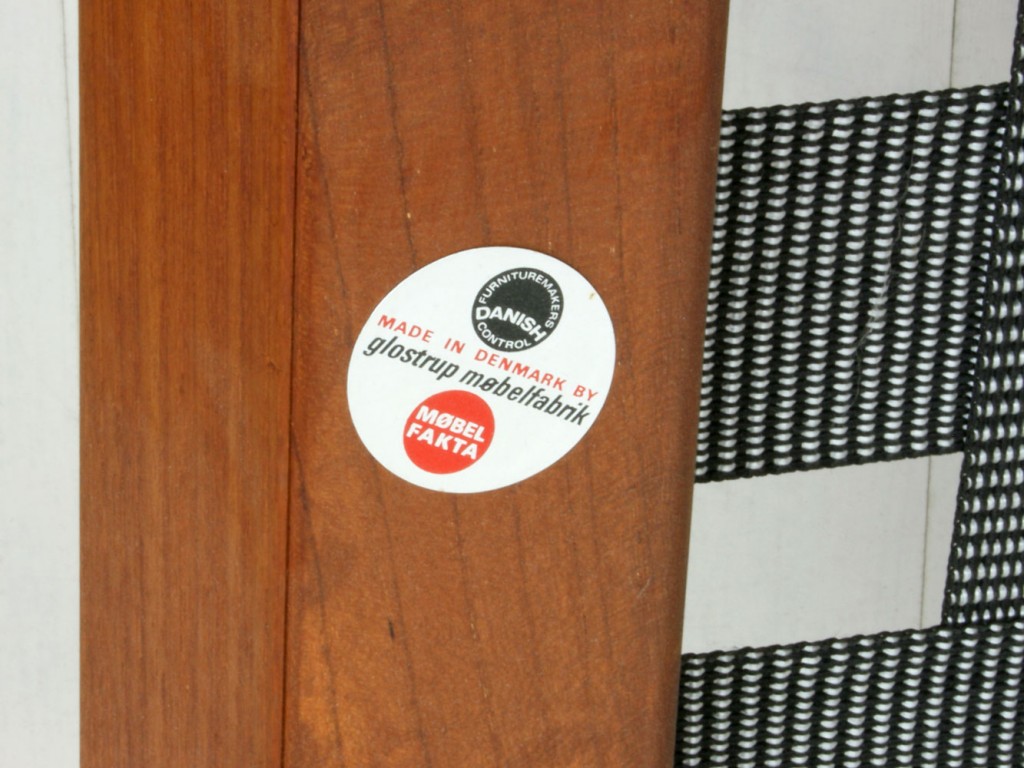 FURNITUREMAKERS
DANISH
CONTROL
MADE IN DENMARK BY
glostrup møbelfabrik
MØBEL
FAKTA